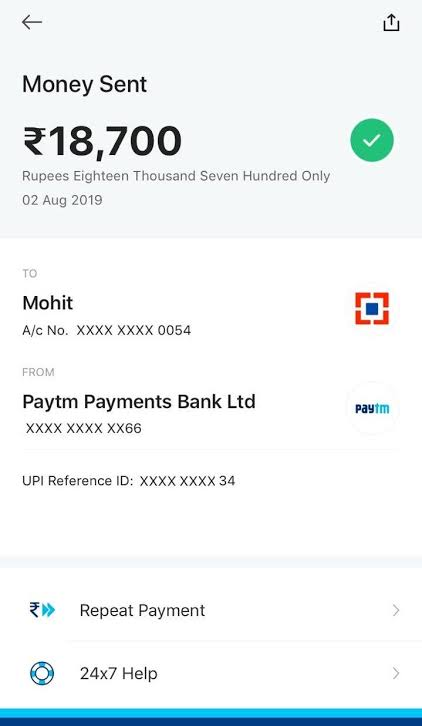 Money Sent
₹18,700
Rupees Eighteen Thousand Seven Hundred Only
02 Aug 2019
TO
Mohit
A/c No. XXXX XXXX 0054
FROM
Paytm Payments Bank Ltd
paytm
XXXX XXXX XX66
UPI Reference ID: XXXX XXXX 34
₹
Repeat Payment
24x7 Help